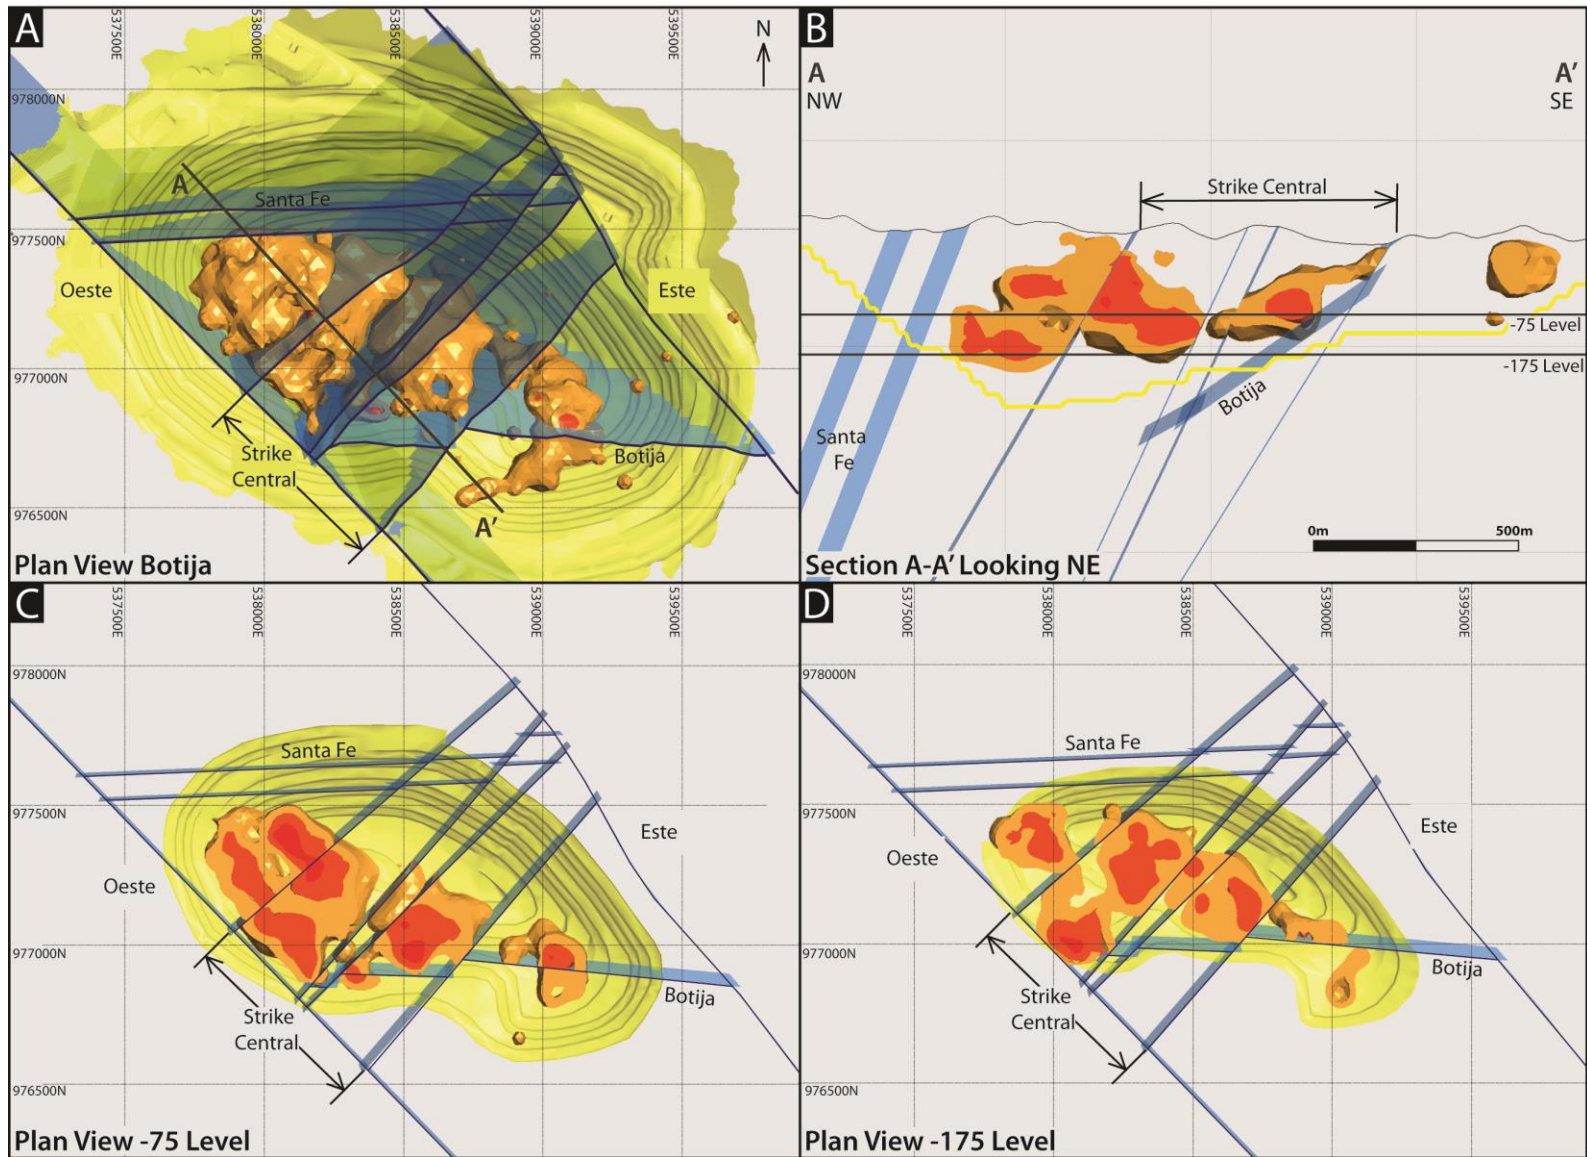 A
537500E
538000E
538500E
539000E
539500E
N
978000N
A
Santa Fe
977500N
Oeste
Este
977000N
Strike
Central
Botija
976500N
A'
Plan View Botija
B
A
NW
A'
SE
Strike Central
-75 Level
-175 Level
Botija
Santa
Fe
0m
500m
Section A-A' Looking NE
C
537500E
538000E
538500E
539000E
539500E
978000N
Santa Fe
977500N
Este
Oeste
977000N
Botija
Strike
Central
976500N
Plan View -75 Level
D
537500E
538000E
538500E
539000E
539500E
978000N
Santa Fe
977500N
Este
Oeste
977000N
Botija
Strike
Central
976500N
Plan View -175 Level